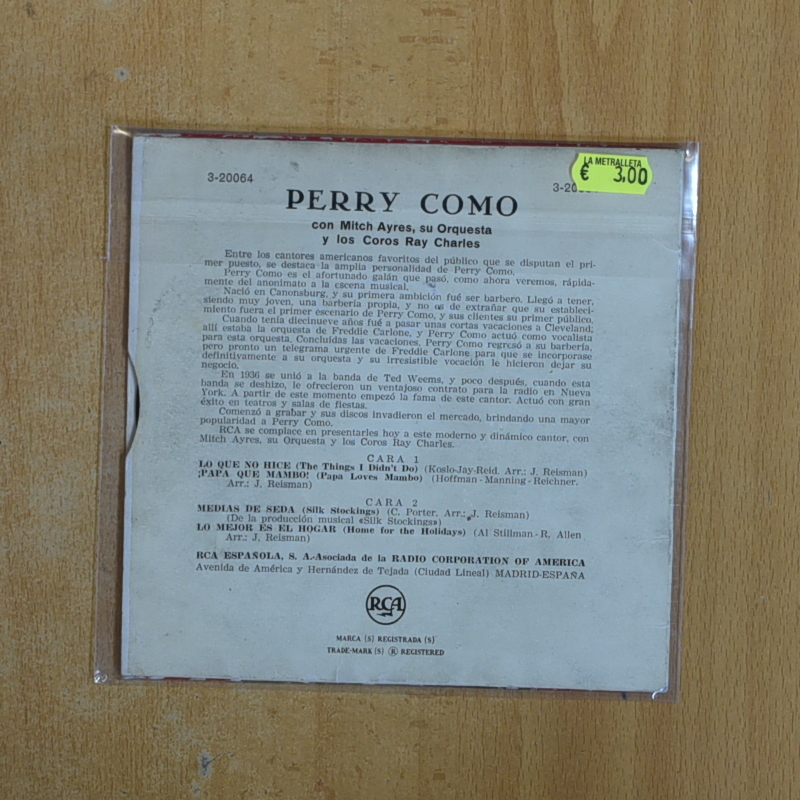 3-20064
LA METRALLETA
€ 3,00
3-20
PERRY COMO
con Mitch Ayres, su Orquesta
y los Coros Ray Charles
Entre los cantores americanos favoritos del público que se disputan el pri-
mer puesto, se destaca la amplia personalidad de Perry Como.
Perry Como es el afortunado galán que pasó, como ahora veremos, rápida-
mente del anonimato a la escena musical.
Nació en Canonsburg, y su primera ambición fué ser barbero. Llegó a tener,
siendo muy joven, una barbería propia, y no es de extrañar que su estableci-
miento fuera el primer escenario de Perry Como, y sus clientes su primer público.
Cuando tenía diecinueve años fué a pasar unas cortas vacaciones a Cleveland;
allí estaba la orquesta de Freddie Carlone, y Perry Como actuó como vocalista
para esta orquesta. Concluídas las vacaciones, Perry Como regresó a su barbería,
pero pronto un telegrama urgente de Freddie Carlone para que se incorporase
definitivamente a su orquesta y su irresistible vocación le hicieron dejar su
negocio.
En 1936 se unió a la banda de Ted Weems, y poco después, cuando esta
banda se deshizo, le ofrecieron un ventajoso contrato para la radio en Nueva
York. A partir de este momento empezó la fama de este cantor. Actuó con gran
éxito en teatros y salas de fiestas.
Comenzó a grabar y sus discos invadieron el mercado, brindando una mayor
popularidad a Perry Como.
RCA se complace en presentarles hoy a este moderno y dinámico cantor, con
Mitch Ayres, su Orquesta y los Coros Ray Charles.
CARA 1
LO QUE NO HICE (The Things I Didn't Do) (Koslo-Jay-Reid. Arr.: J. Reisman)
¡PAPA QUE MAMBO! (Papa Loves Mambo) (Hoffman-Manning-Reichner.
Arr.: J. Reisman)
CARA 2
MEDIAS DE SEDA (Silk Stockings) (C. Porter. Arr.: J. Reisman)
(De la producción musical «Silk Stockings»)
LO MEJOR ES EL HOGAR (Home for the Holidays) (Al Stillman-R. Allen
Arr.: J. Reisman)
RCA ESPAÑOLA, S. A.-Asociada de la RADIO CORPORATION OF AMERICA
Avenida de América y Hernández de Tejada (Ciudad Lineal) MADRID-ESPAÑA
RCA
MARCA (S) REGISTRADA (S)
TRADE-MARK (S) ® REGISTERED